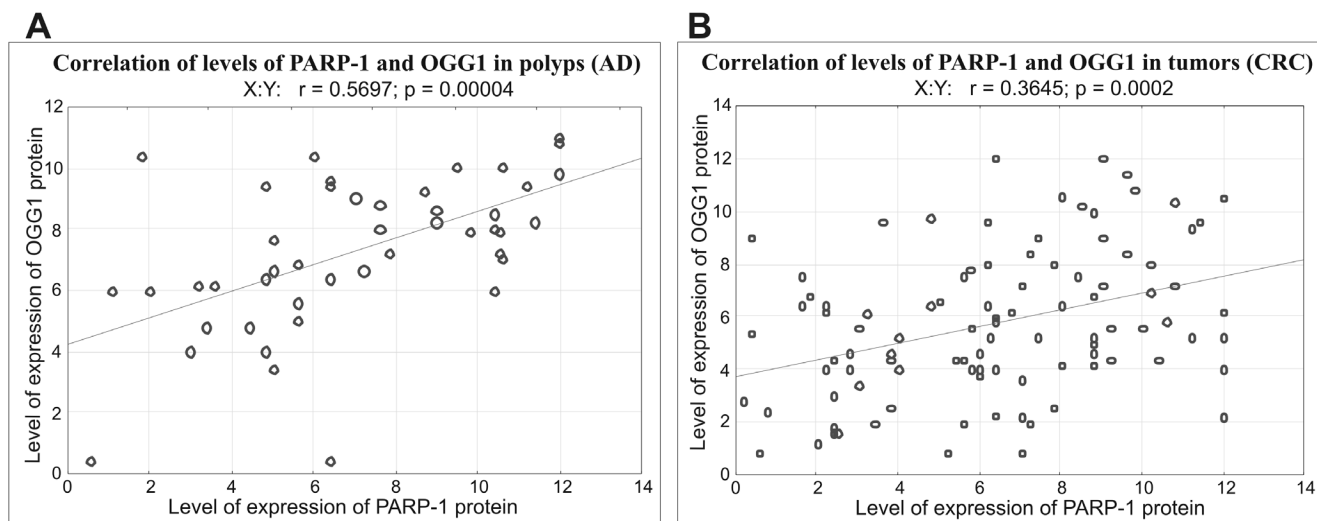 A
Correlation of levels of PARP-1 and OGG1 in polyps (AD)
X:Y: r = 0.5697; p = 0.00004
Level of expression of OGG1 protein
12
10
8
6
4
2
0
0 2 4 6 8 10 12 14
Level of expression of PARP-1 protein
B
Correlation of levels of PARP-1 and OGG1 in tumors (CRC)
X:Y: r = 0.3645; p = 0.0002
Level of expression of OGG1 protein
14
12
10
8
6
4
2
0
0 2 4 6 8 10 12 14
Level of expression of PARP-1 protein